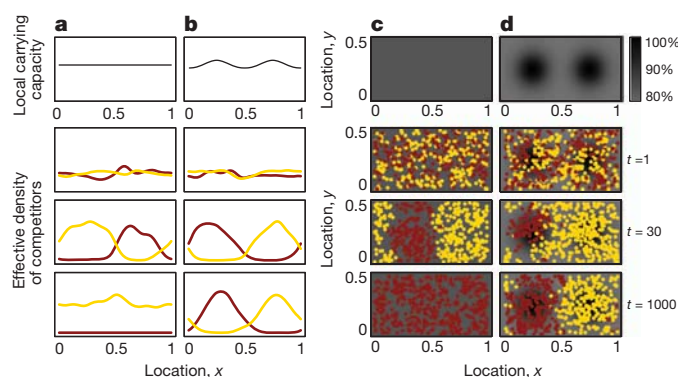 a b c d
Local carrying
capacity
0 0.5 1 0 0.5 1
Location, y
0.5
0
0 0.5 1 0 0.5 1
100%
90%
80%
Effective density
of competitors
0 0.5 1 0 0.5 1
Location, x
Location, y
0.5
0
t =1
0.5
0
t = 30
0.5
0
t = 1000
0 0.5 1 0 0.5 1
Location, x